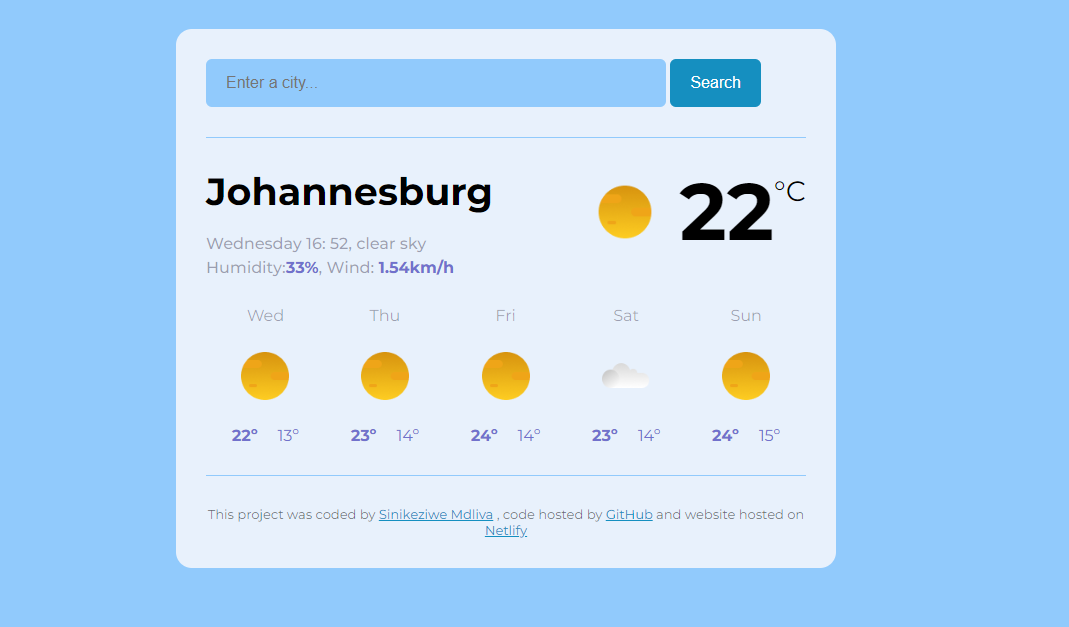 Enter a city... Search
Johannesburg
22°C
Wednesday 16: 52, clear sky
Humidity:33%, Wind: 1.54km/h
Wed Thu Fri Sat Sun
22° 13° 23° 14° 24° 14° 23° 14° 24° 15°
This project was coded by Sinikeziwe Mdliva , code hosted by GitHub and website hosted on
Netlify